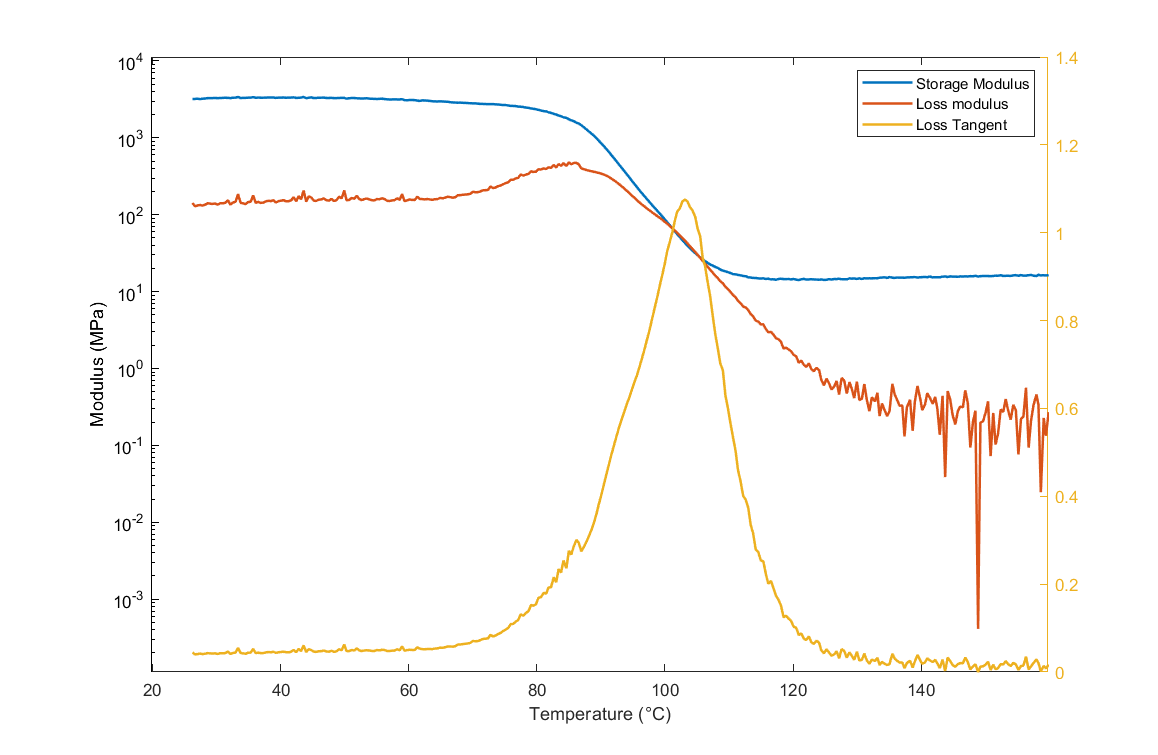 10^4
10^3
10^2
10^1
10^0
10^-1
10^-2
10^-3
Modulus (MPa)
1.4
1.2
1
0.8
0.6
0.4
0.2
0
Storage Modulus
Loss modulus
Loss Tangent
20 40 60 80 100 120 140
Temperature (°C)